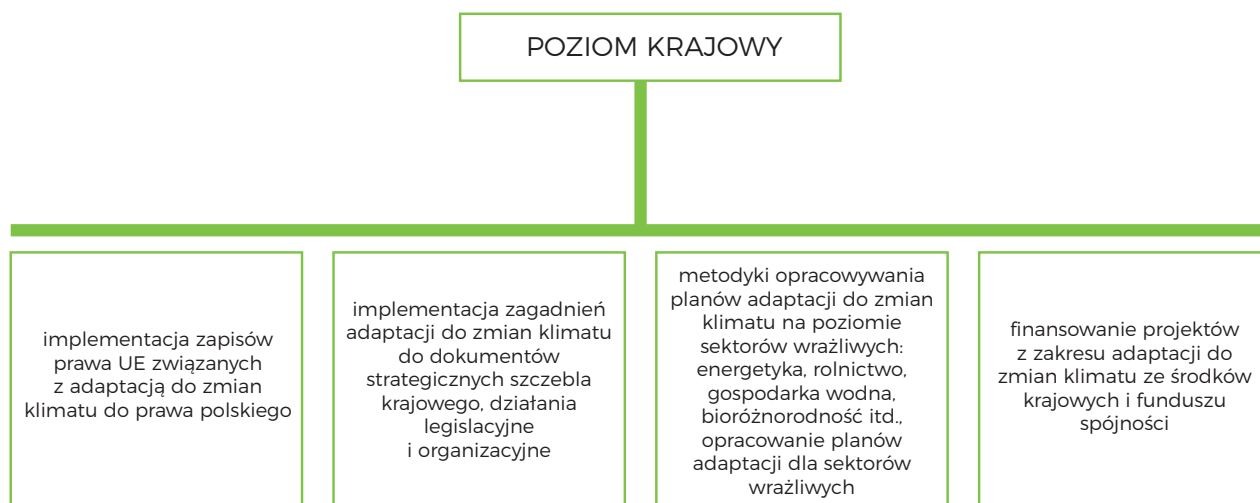 POZIOM KRAJOWY
implementacja zapisów
prawa UE związanych
z adaptacją do zmian
klimatu do prawa polskiego
implementacja zagadnień
adaptacji do zmian klimatu
do dokumentów
strategicznych szczebla
krajowego, działania
legislacyjne
i organizacyjne
metodyki opracowywania
planów adaptacji do zmian
klimatu na poziomie
sektorów wrażliwych:
energetyka, rolnictwo,
gospodarka wodna,
bioróżnorodność itd.,
opracowanie planów
adaptacji dla sektorów
wrażliwych
finansowanie projektów
z zakresu adaptacji do
zmian klimatu ze środków
krajowych i funduszu
spójności